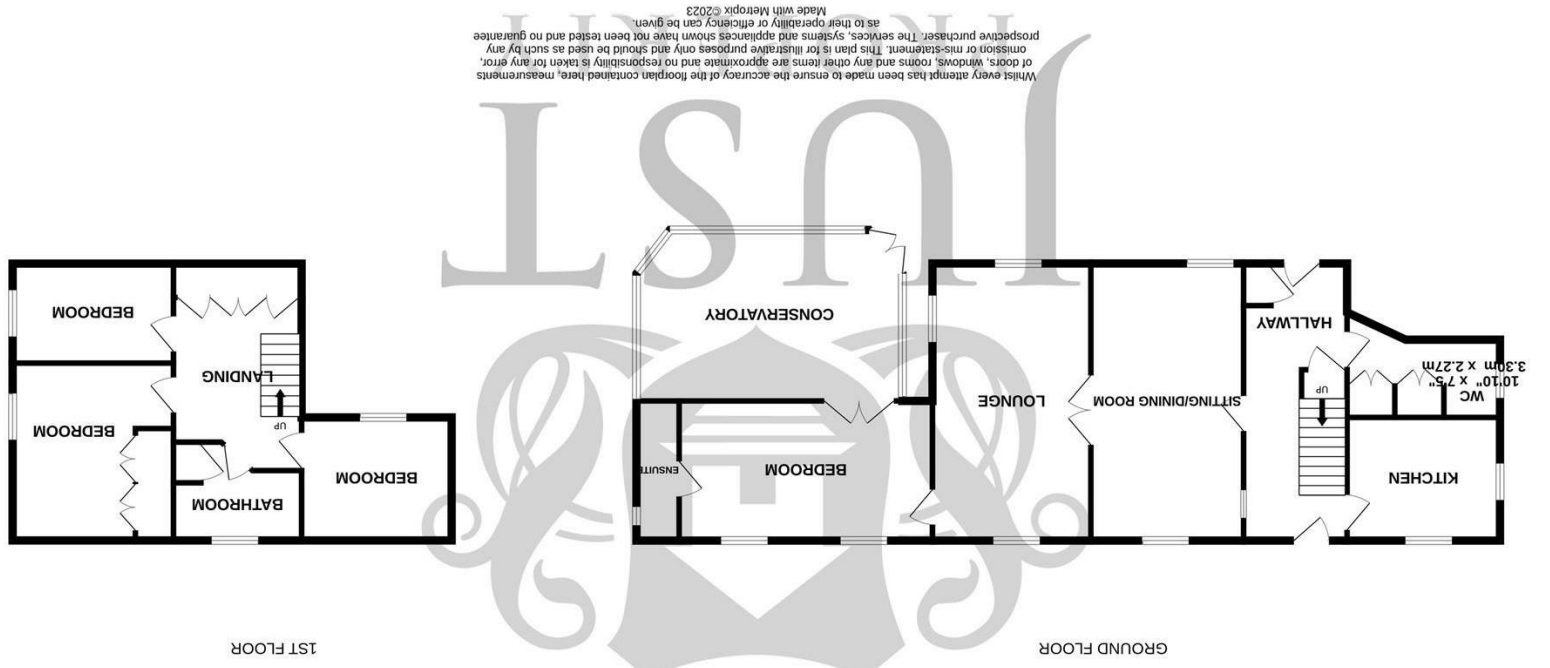 GROUND FLOOR
1ST FLOOR
KITCHEN
WC
10'10" x 7'5"
3.30m x 2.27m
UP
HALLWAY
SITTING/DINING ROOM
LOUNGE
BEDROOM
ENSUITE
CONSERVATORY
BEDROOM
BATHROOM
UP
BEDROOM
LANDING
BEDROOM
JUST
PROPERTY
Whilst every attempt has been made to ensure the accuracy of the floorplan contained here, measurements
of doors, windows, rooms and any other items are approximate and no responsibility is taken for any error,
omission or mis-statement. This plan is for illustrative purposes only and should be used as such by any
prospective purchaser. The services, systems and appliances shown have not been tested and no guarantee
as to their operability or efficiency can be given.
Made with Metropix ©2023